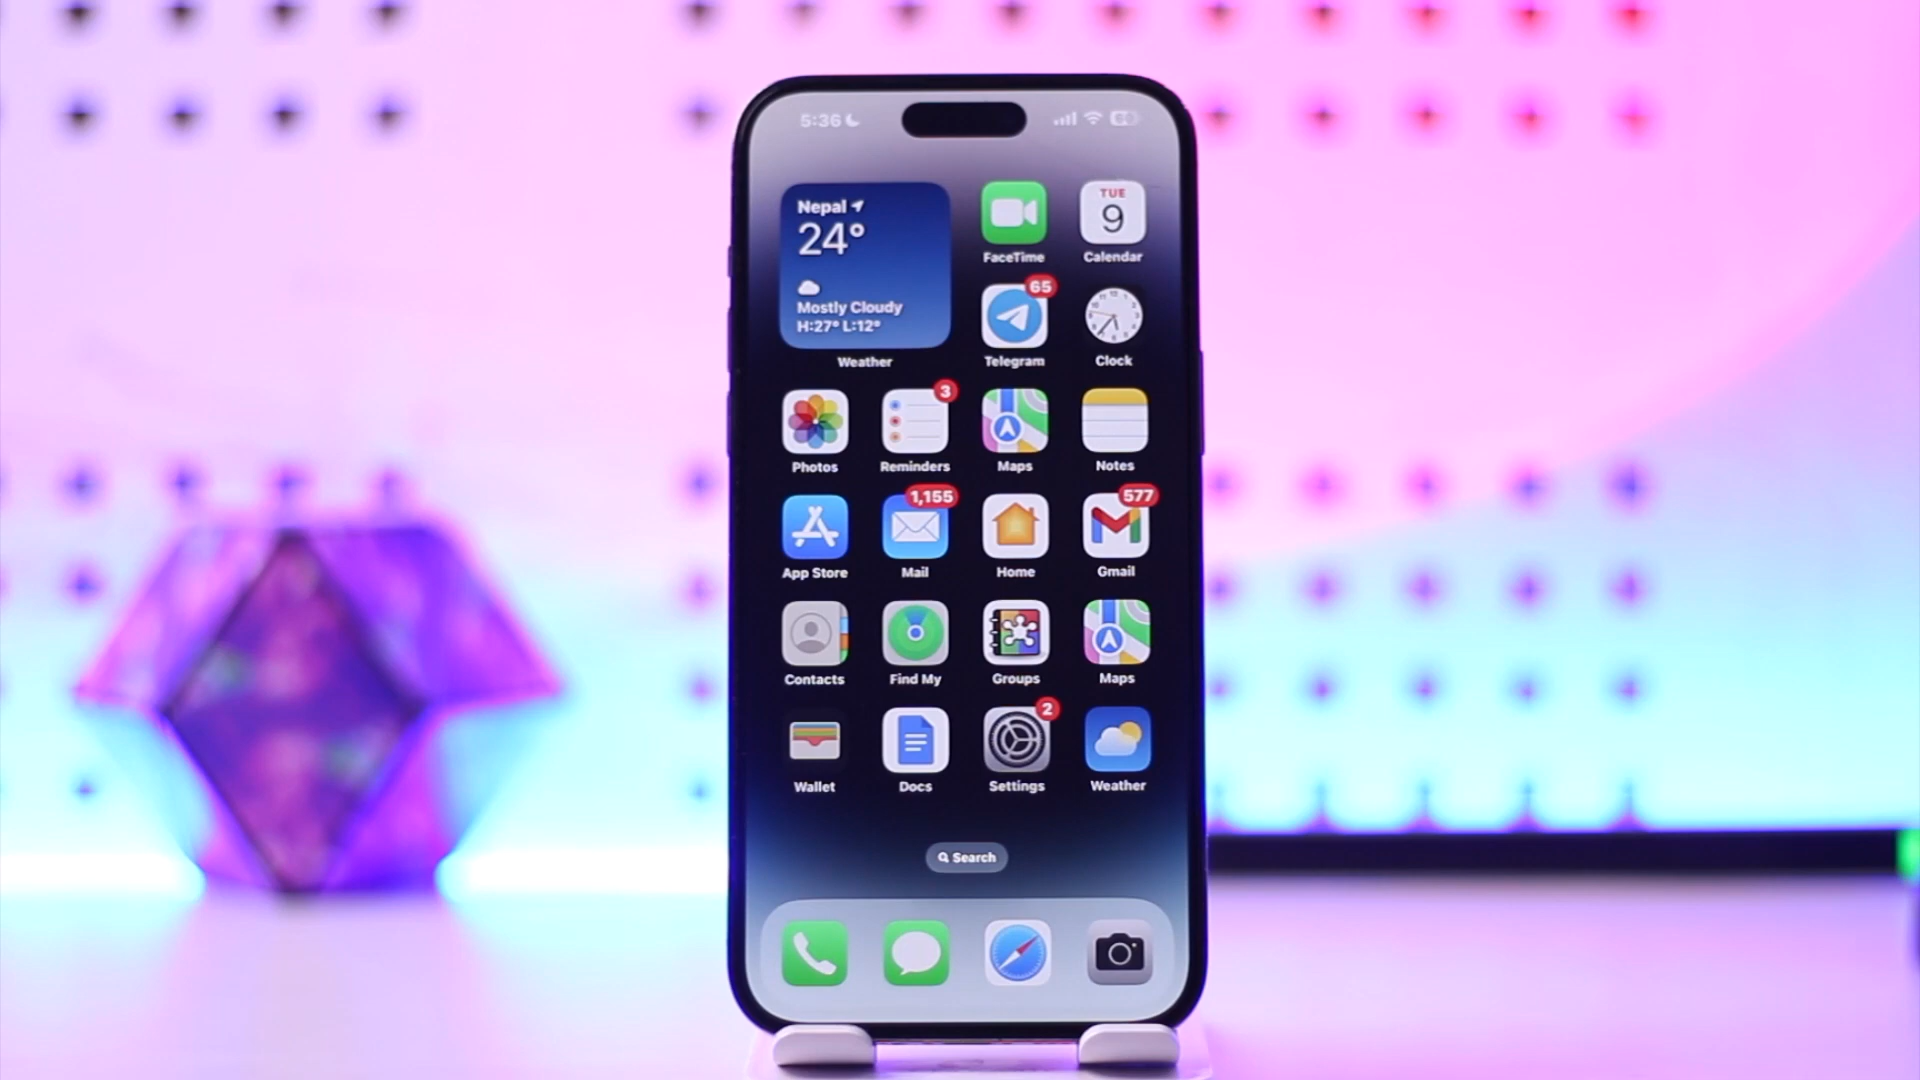 5:36
Nepal
24°
Mostly Cloudy
H:27° L:12°
Weather
FaceTime
TUE
9
Calendar
65
Telegram
Clock
Photos
3
Reminders
Maps
Notes
App Store
1,155
Mail
Home
577
Gmail
Contacts
Find My
Groups
Maps
Wallet
Docs
2
Settings
Weather
Search